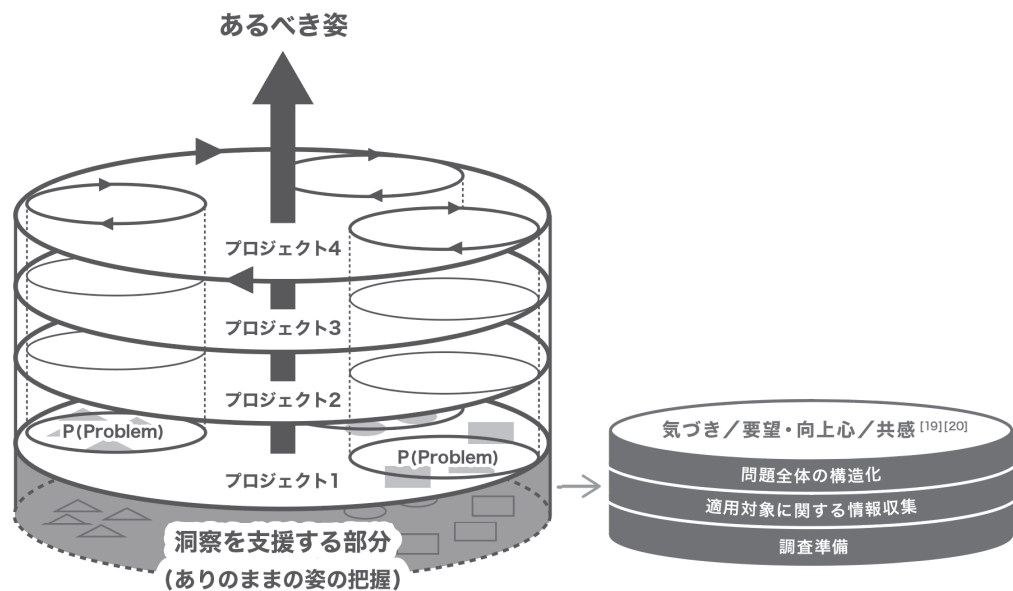 あるべき姿
プロジェクト4
プロジェクト3
プロジェクト2
P(Problem)
P(Problem)
プロジェクト1
洞察を支援する部分
(ありのままの姿の把握)
気づき／要望・向上心／共感 [19][20]
問題全体の構造化
適用対象に関する情報収集
調査準備